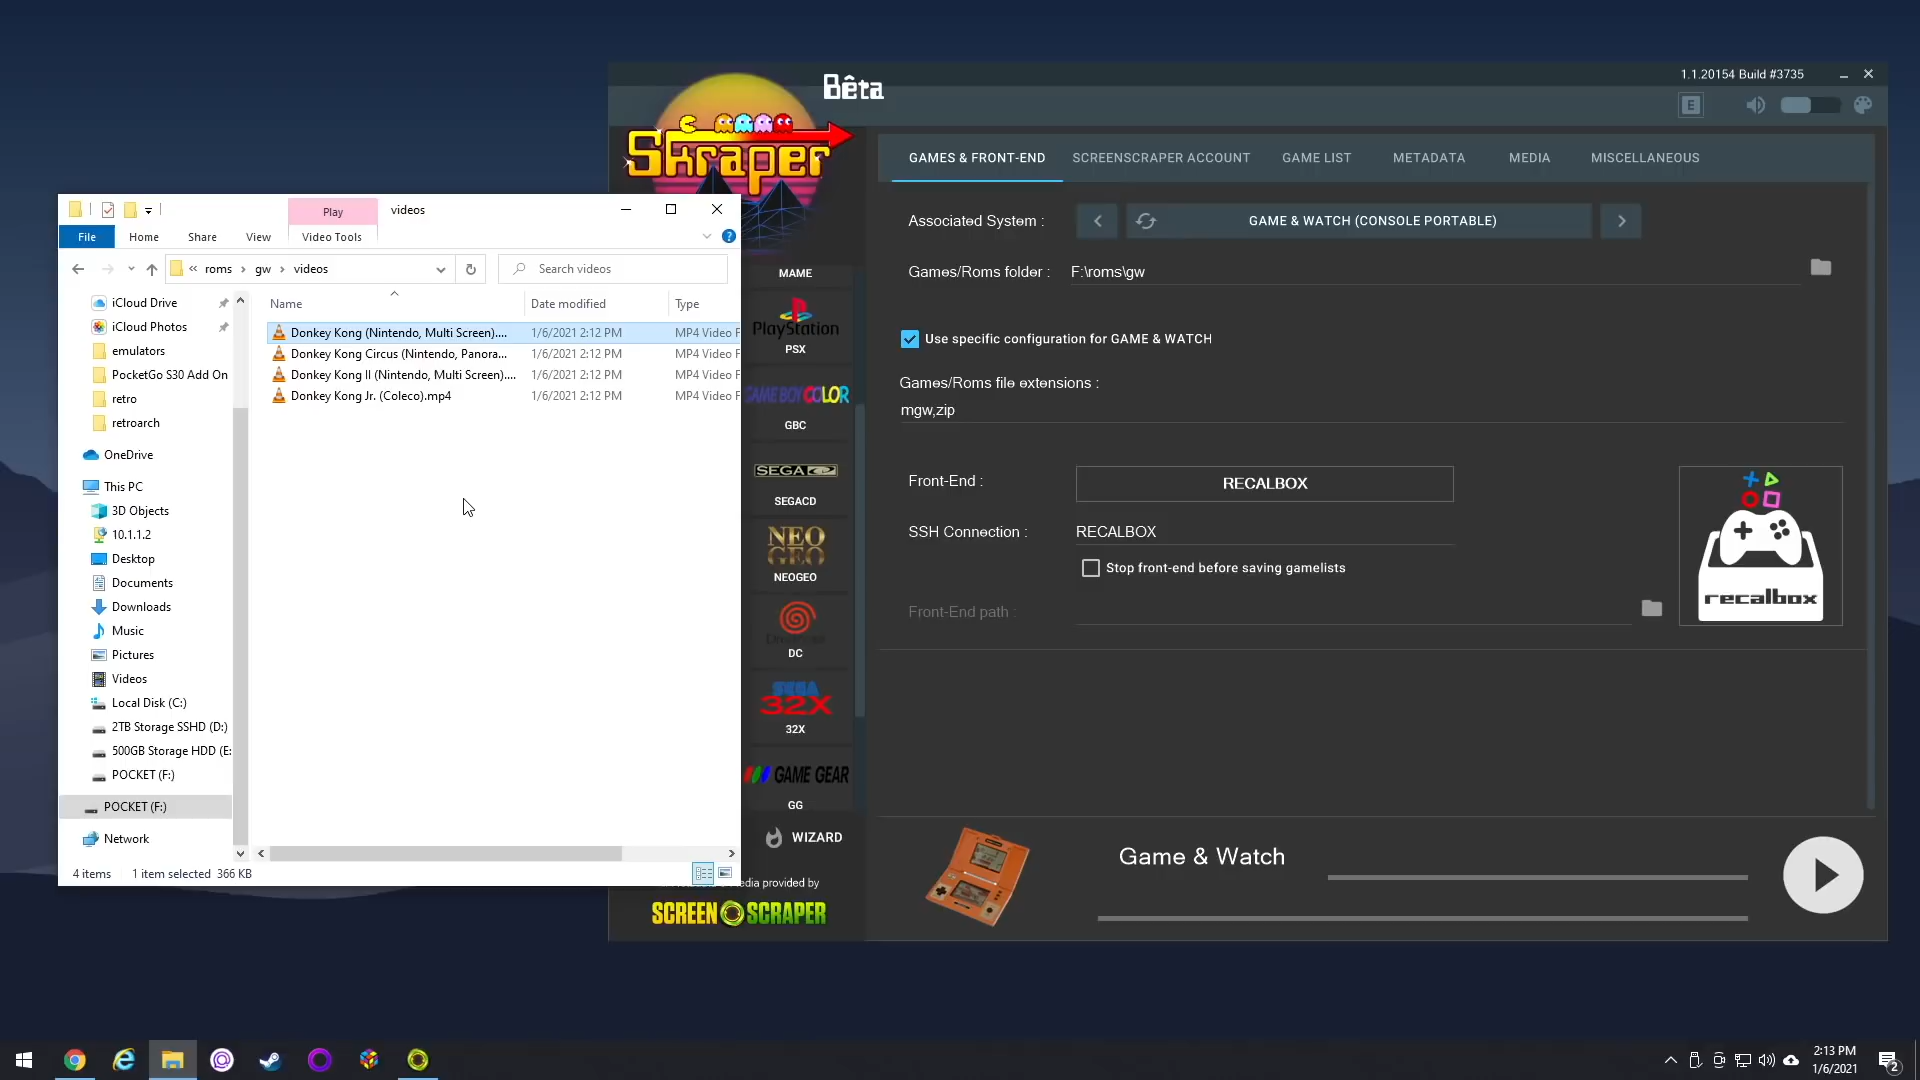 Bêta
1.1.20154 Build #3735
E
Skraper
GAMES & FRONT-END
SCREENSCRAPER ACCOUNT
GAME LIST
METADATA
MEDIA
MISCELLANEOUS
Play
videos
File
Home
Share
View
Video Tools
roms › gw › videos
Search videos
Name
Date modified
Type
iCloud Drive
iCloud Photos
emulators
PocketGo S30 Add On
retro
retroarch
OneDrive
This PC
3D Objects
10.1.1.2
Desktop
Documents
Downloads
Music
Pictures
Videos
Local Disk (C:)
2TB Storage SSHD (D:)
500GB Storage HDD (E:
POCKET (F:)
POCKET (F:)
Network
Donkey Kong (Nintendo, Multi Screen).... 1/6/2021 2:12 PM MP4 Video F
Donkey Kong Circus (Nintendo, Panora... 1/6/2021 2:12 PM MP4 Video F
Donkey Kong II (Nintendo, Multi Screen).... 1/6/2021 2:12 PM MP4 Video F
Donkey Kong Jr. (Coleco).mp4 1/6/2021 2:12 PM MP4 Video F
4 items 1 item selected 366 KB
MAME
PlayStation
PSX
GAME BOY COLOR
GBC
SEGA CD
SEGACD
NEO GEO
NEOGEO
Dreamcast
DC
SEGA 32X
32X
GAME GEAR
GG
WIZARD
edia provided by
SCREEN SCRAPER
Associated System :
GAME & WATCH (CONSOLE PORTABLE)
Games/Roms folder : F:\roms\gw
Use specific configuration for GAME & WATCH
Games/Roms file extensions :
mgw,zip
Front-End :
RECALBOX
SSH Connection :
RECALBOX
Stop front-end before saving gamelists
Front-End path :
recalbox
Game & Watch
2:13 PM
1/6/2021
2